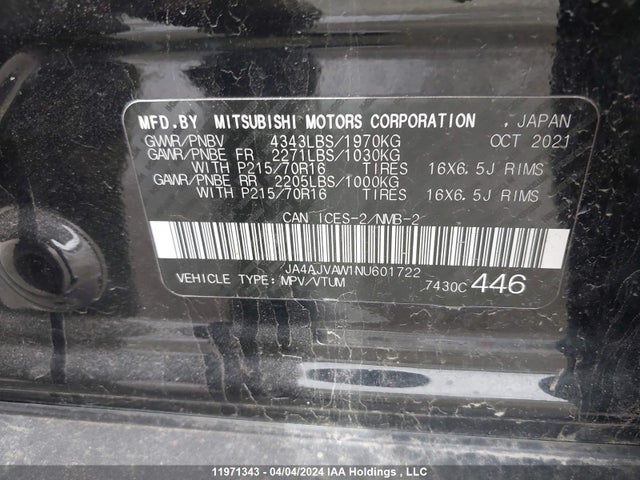 MFD.BY MITSUBISHI MOTORS CORPORATION , JAPAN
GVWR/PNBV 4343LBS/1970KG OCT 2021
GAWR/PNBE FR 2271LBS/1030KG
WITH P215/70R16 TIRES 16X6.5J RIMS
GAWR/PNBE RR 2205LBS/1000KG
WITH P215/70R16 TIRES 16X6.5J RIMS
CAN ICES-2/NMB-2
JA4AJVAW1NU601722
VEHICLE TYPE: MPV/VTUM 7430C 446
11971343 - 04/04/2024 IAA Holdings , LLC